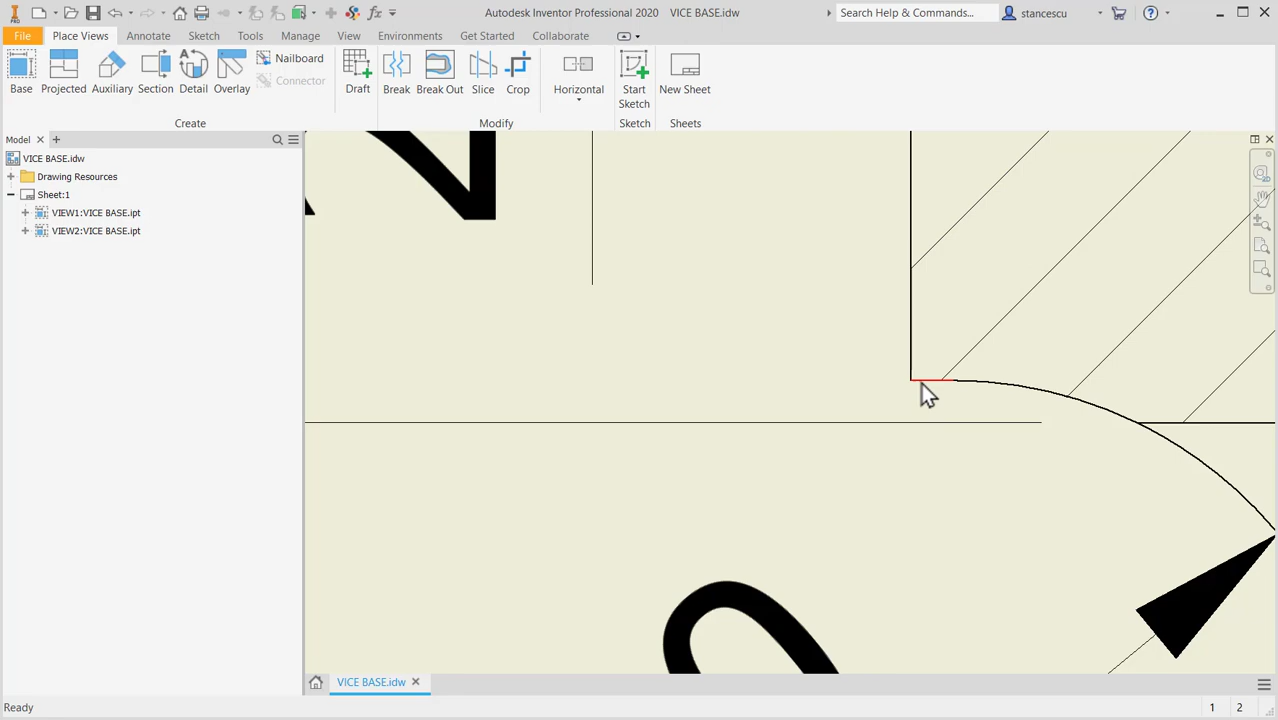 Autodesk Inventor Professional 2020 VICE BASE.idw
Search Help & Commands...
stancescu
PRO
fx
File
Place Views
Annotate
Sketch
Tools
Manage
View
Environments
Get Started
Collaborate
Base
Projected
Auxiliary
Section
Detail
Overlay
Nailboard
Connector
Draft
Break
Break Out
Slice
Crop
Horizontal
Start
Sketch
New Sheet
Create
Modify
Sketch
Sheets
Model
VICE BASE.idw
Drawing Resources
Sheet:1
VIEW1:VICE BASE.ipt
VIEW2:VICE BASE.ipt
VICE BASE.idw
Ready
1 2